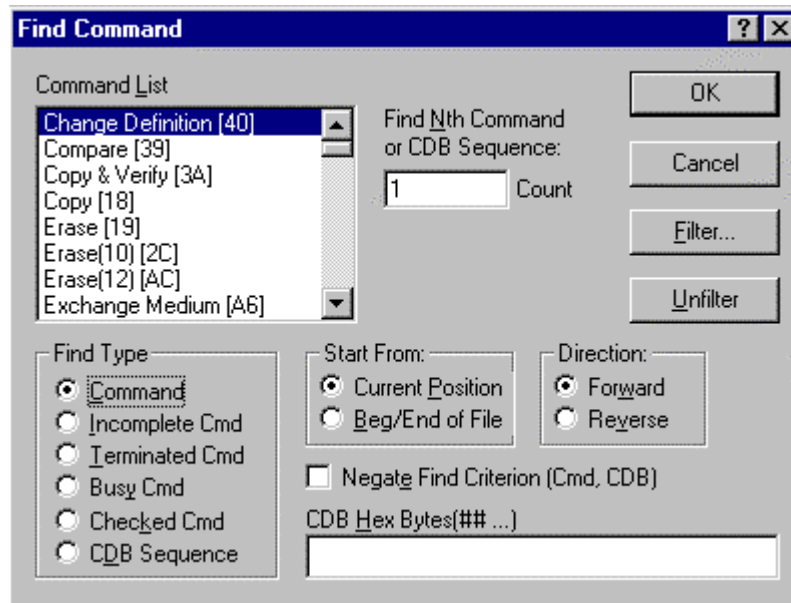 Find Command
Command List
Change Definition [40]
Compare [39]
Copy & Verify [3A]
Copy [18]
Erase [19]
Erase(10) [2C]
Erase(12) [AC]
Exchange Medium [A6]
Find Nth Command
or CDB Sequence:
1 Count
OK
Cancel
Filter...
Unfilter
Find Type
Command
Incomplete Cmd
Terminated Cmd
Busy Cmd
Checked Cmd
CDB Sequence
Start From:
Current Position
Beg/End of File
Direction:
Forward
Reverse
Negate Find Criterion (Cmd, CDB)
CDB Hex Bytes(## ...)